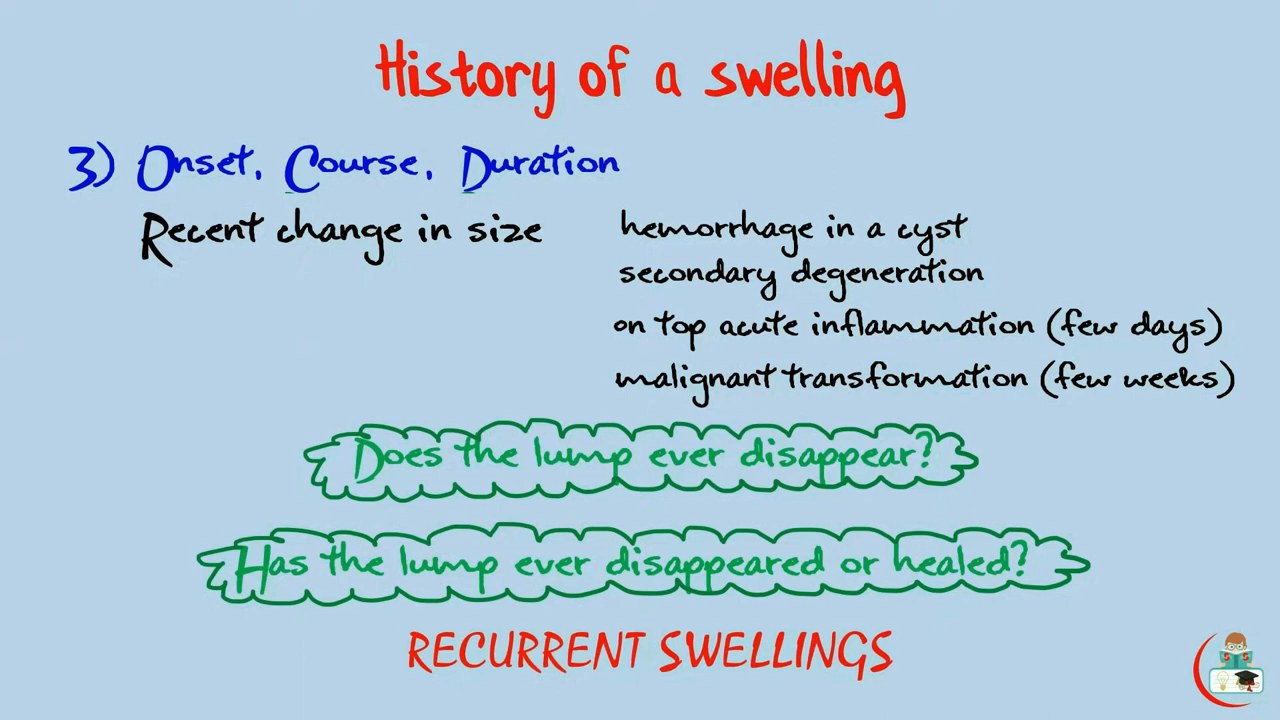 History of a swelling
3) Onset, Course, Duration
Recent change in size
hemorrhage in a cyst
secondary degeneration
on top acute inflammation (few days)
malignant transformation (few weeks)
Does the lump ever disappear?
Has the lump ever disappeared or healed?
RECURRENT SWELLINGS